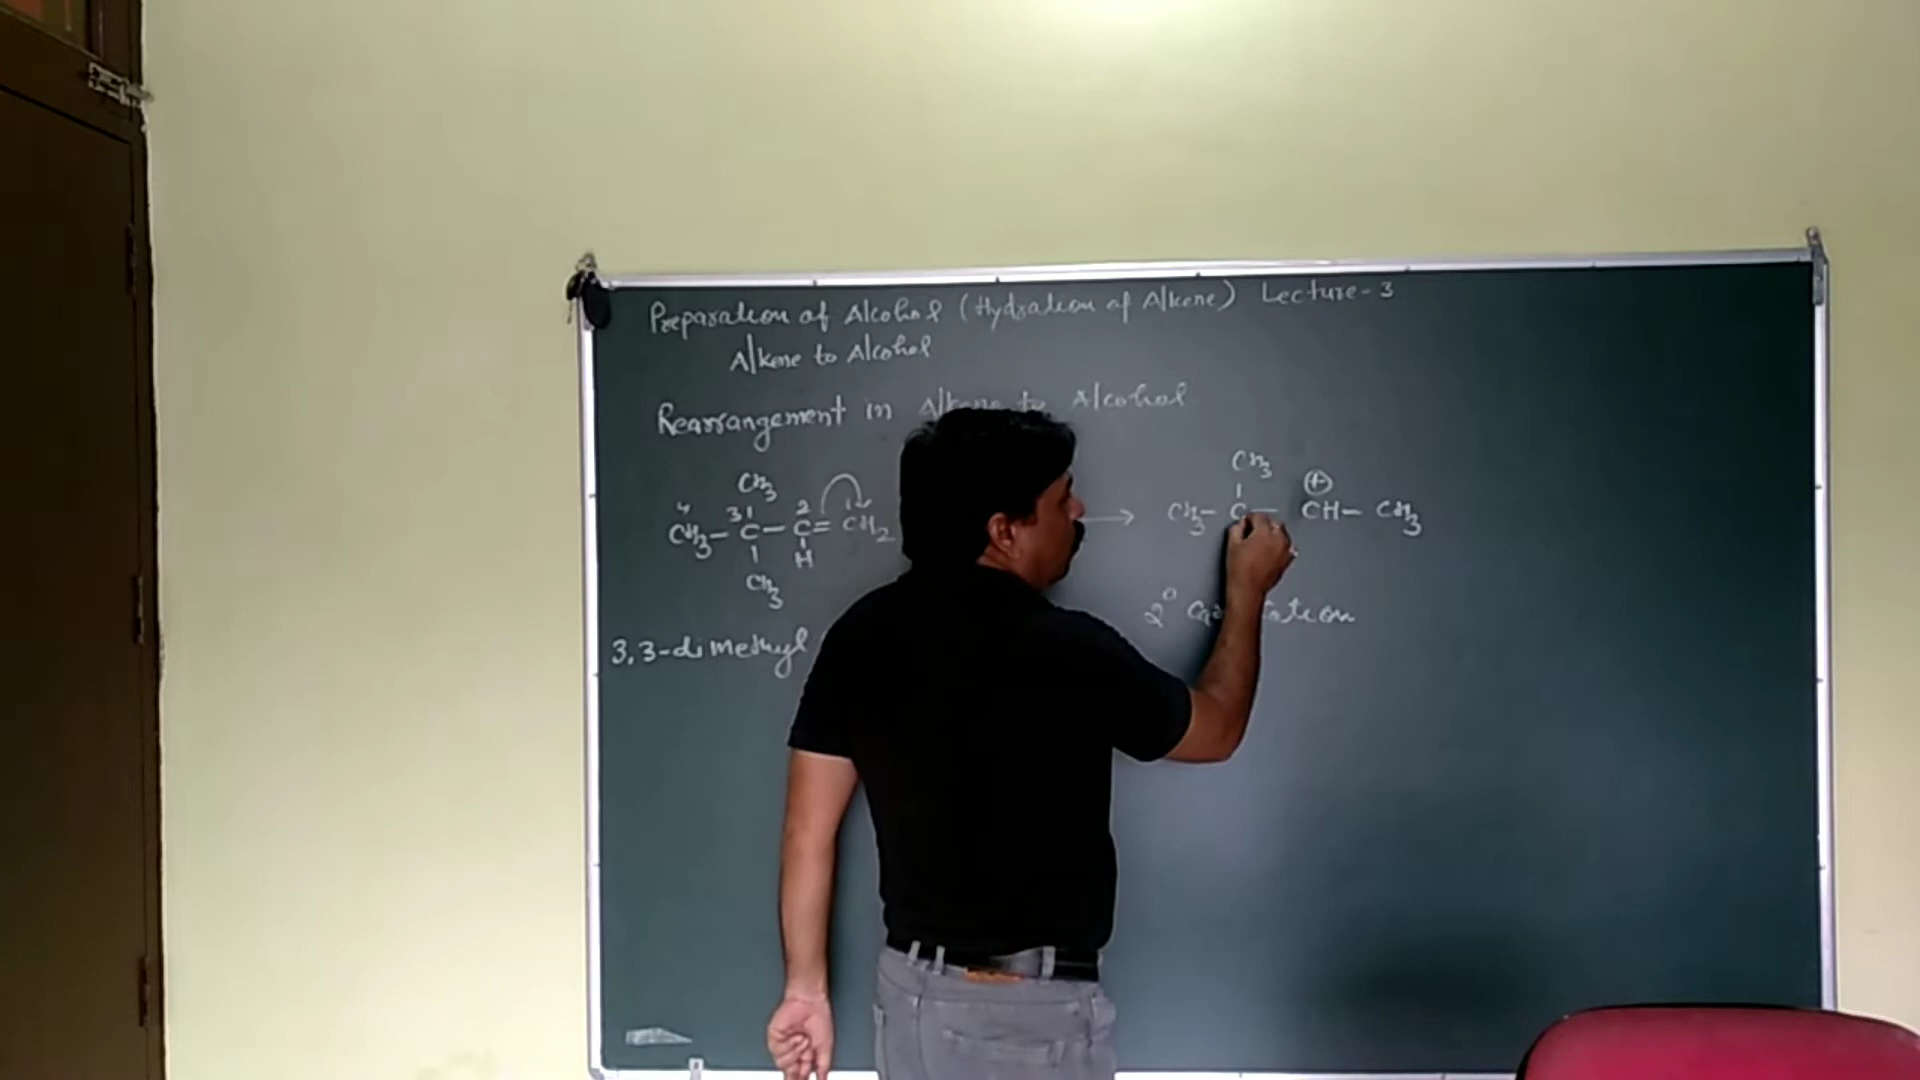 Preparation of Alcohol (Hydration of Alkene) Lecture-3
Alkene to Alcohol
Rearrangement in Alkene to Alcohol
CH3 CH3 (+)
4 3 2 1
CH3 - C - C = CH2 → CH3 - C - CH - CH3
H
CH3
2° tion
3,3-dimethyl